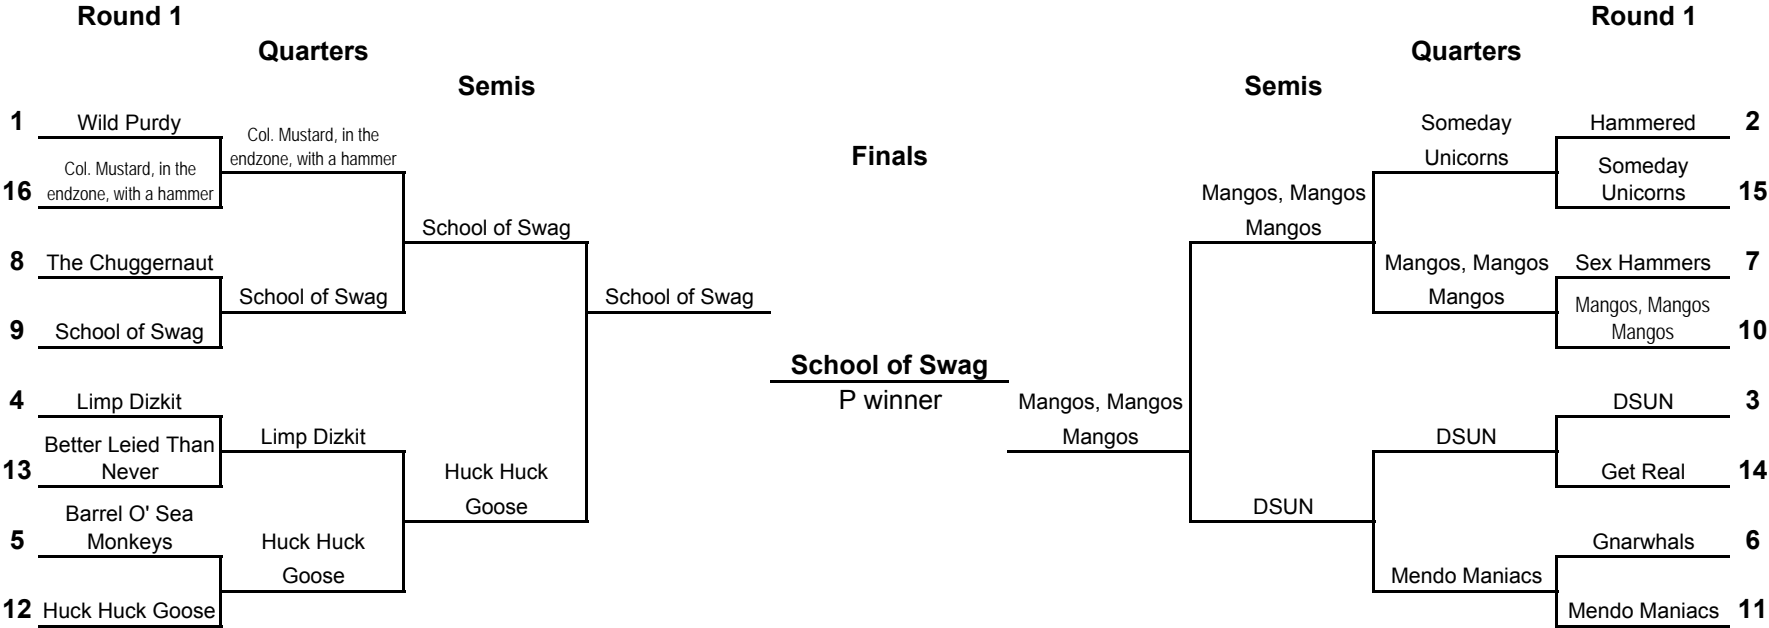 Round 1
Round 1
Quarters
Quarters
Semis
Semis
Finals
1 Wild Purdy
Col. Mustard, in the
endzone, with a hammer
16 Col. Mustard, in the
endzone, with a hammer
School of Swag
8 The Chuggernaut
School of Swag
9 School of Swag
School of Swag
4 Limp Dizkit
Limp Dizkit
13 Better Leied Than
Never
Huck Huck
Goose
5 Barrel O' Sea
Monkeys
Huck Huck
Goose
12 Huck Huck Goose
School of Swag
P winner
Mangos, Mangos
Mangos
Mangos, Mangos
Mangos
DSUN
Someday
Unicorns
Mangos, Mangos
Mangos
DSUN
Mendo Maniacs
Hammered 2
Someday
Unicorns 15
Sex Hammers 7
Mangos, Mangos
Mangos 10
DSUN 3
Get Real 14
Gnarwhals 6
Mendo Maniacs 11